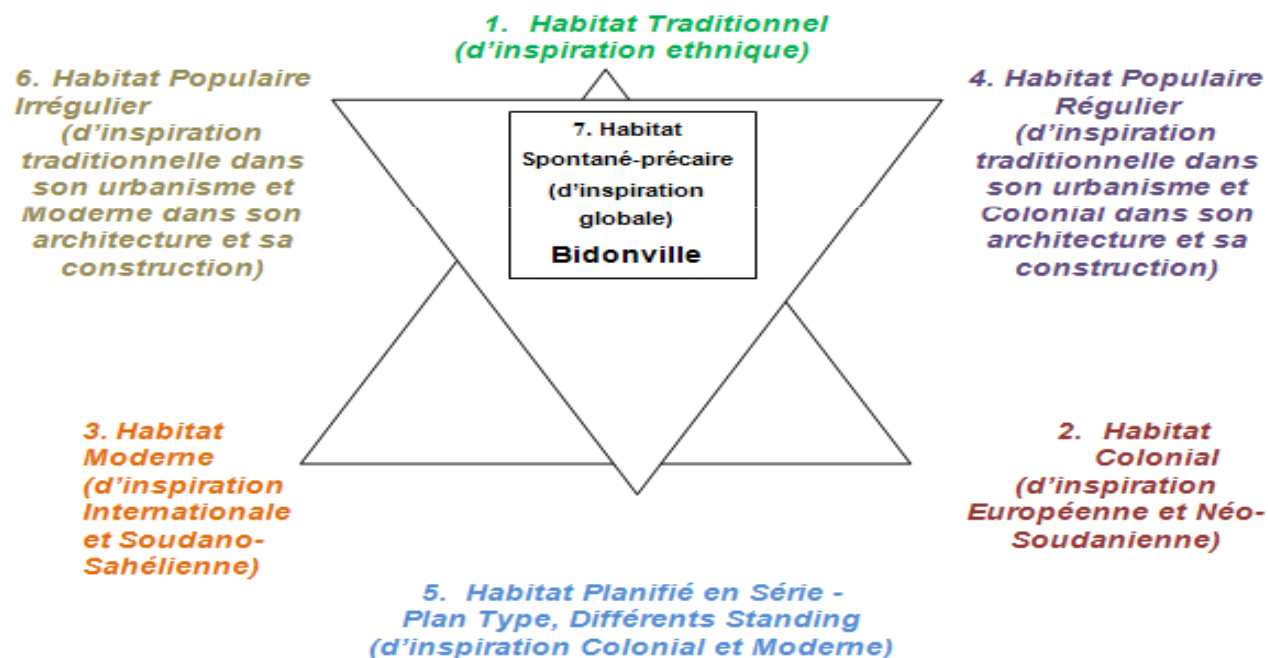 1. Habitat Traditionnel
(d'inspiration ethnique)
6. Habitat Populaire
Irrégulier
(d'inspiration
traditionnelle dans
son urbanisme et
Moderne dans son
architecture et sa
construction)
7. Habitat
Spontané-précaire
(d'inspiration
globale)
Bidonville
4. Habitat Populaire
Régulier
(d'inspiration
traditionnelle dans
son urbanisme et
Colonial dans son
architecture et sa
construction)
3. Habitat
Moderne
(d'inspiration
Internationale
et Soudano-
Sahélienne)
2. Habitat
Colonial
(d'inspiration
Européenne et Néo-
Soudanienne)
5. Habitat Planifié en Série -
Plan Type, Différents Standing
(d'inspiration Colonial et Moderne)